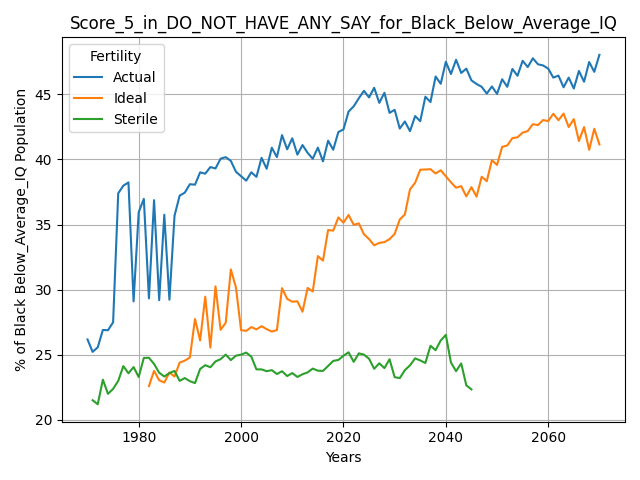 Score_5_in_DO_NOT_HAVE_ANY_SAY_for_Black_Below_Average_IQ
Fertility
Actual
Ideal
Sterile
% of Black Below_Average_IQ Population
45
40
35
30
25
20
1980
2000
2020
2040
2060
Years